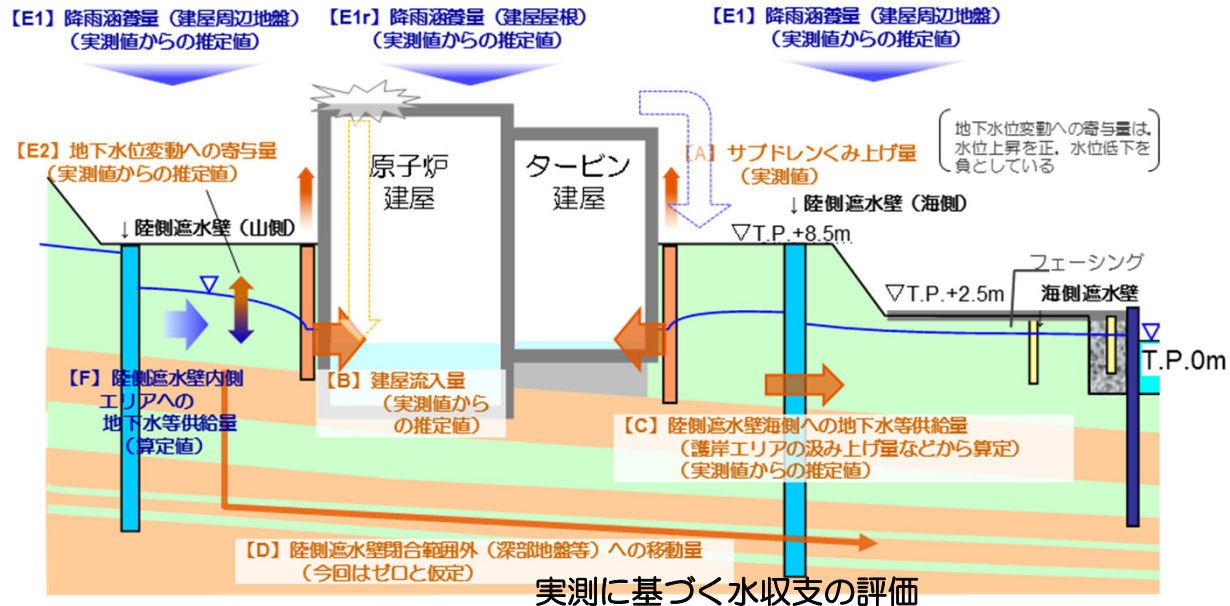 【E1】降雨涵養量（建屋周辺地盤）
（実測値からの推定値）
【E1r】降雨涵養量（建屋屋根）
（実測値からの推定値）
【E1】降雨涵養量（建屋周辺地盤）
（実測値からの推定値）
【E2】地下水位変動への寄与量
（実測値からの推定値）
原子炉
建屋
タービン
建屋
【A】サブドレンくみ上げ量
（実測値）
地下水位変動への寄与量は、
水位上昇を正、水位低下を
負としている
↓陸側遮水壁（山側）
↓陸側遮水壁（海側）
▽T.P.+8.5m
フェーシング
▽T.P.+2.5m
海側遮水壁
▽
▽
T.P.0m
【F】陸側遮水壁内側
エリアへの
地下水等供給量
（算定値）
【B】建屋流入量
（実測値から
の推定値）
【C】陸側遮水壁海側への地下水等供給量
（護岸エリアの汲み上げ量などから算定）
（実測値からの推定値）
【D】陸側遮水壁閉合範囲外（深部地盤等）への移動量
（今回はゼロと仮定）
実測に基づく水収支の評価